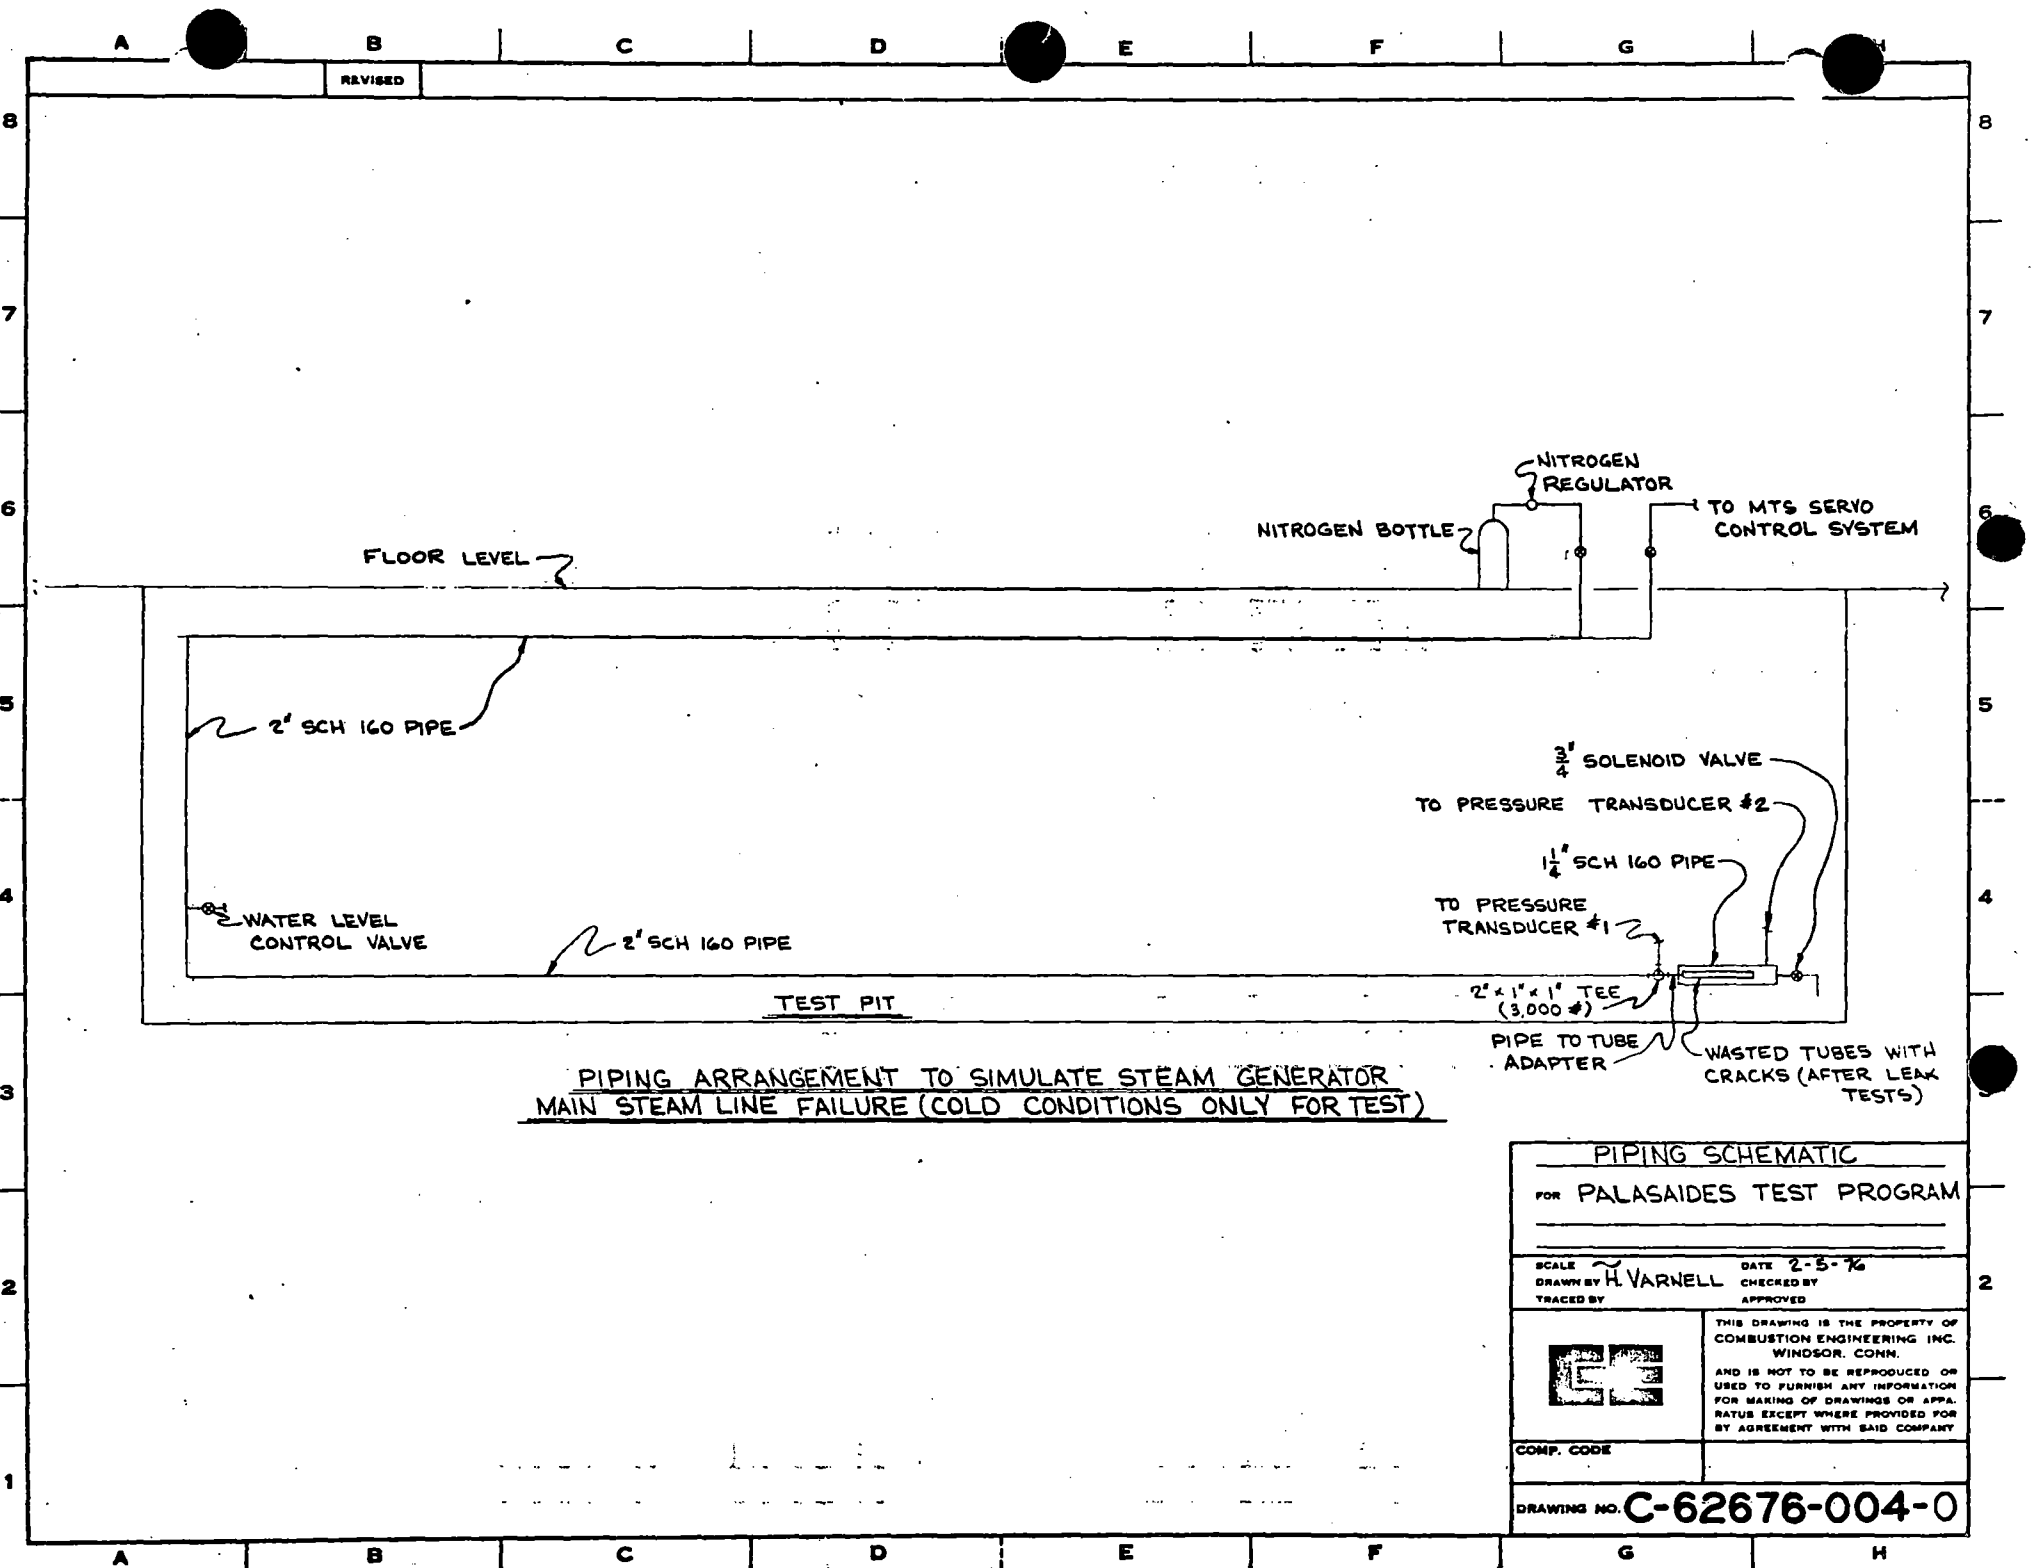 A B C D E F G H
REVISED
8 8
7 7
6 6
5 5
4 4
3
2 2
1
NITROGEN
REGULATOR
NITROGEN BOTTLE
TO MTS SERVO
CONTROL SYSTEM
FLOOR LEVEL
2" SCH 160 PIPE
3/4" SOLENOID VALVE
TO PRESSURE TRANSDUCER #2
1 1/4" SCH 160 PIPE
TO PRESSURE
TRANSDUCER #1
WATER LEVEL
CONTROL VALVE
2" SCH 160 PIPE
2" x 1" x 1" TEE
(3,000 #)
TEST PIT
PIPE TO TUBE
ADAPTER
WASTED TUBES WITH
CRACKS (AFTER LEAK
TESTS)
PIPING ARRANGEMENT TO SIMULATE STEAM GENERATOR
MAIN STEAM LINE FAILURE (COLD CONDITIONS ONLY FOR TEST)
PIPING SCHEMATIC
FOR PALASAIDES TEST PROGRAM
SCALE ~ DATE 2-5-76
DRAWN BY H. VARNELL CHECKED BY
TRACED BY APPROVED
CE
THIS DRAWING IS THE PROPERTY OF
COMBUSTION ENGINEERING INC.
WINDSOR. CONN.
AND IS NOT TO BE REPRODUCED OR
USED TO FURNISH ANY INFORMATION
FOR MAKING OF DRAWINGS OR APPA-
RATUS EXCEPT WHERE PROVIDED FOR
BY AGREEMENT WITH SAID COMPANY
COMP. CODE
DRAWING NO. C-62676-004-0
A B C D E F G H